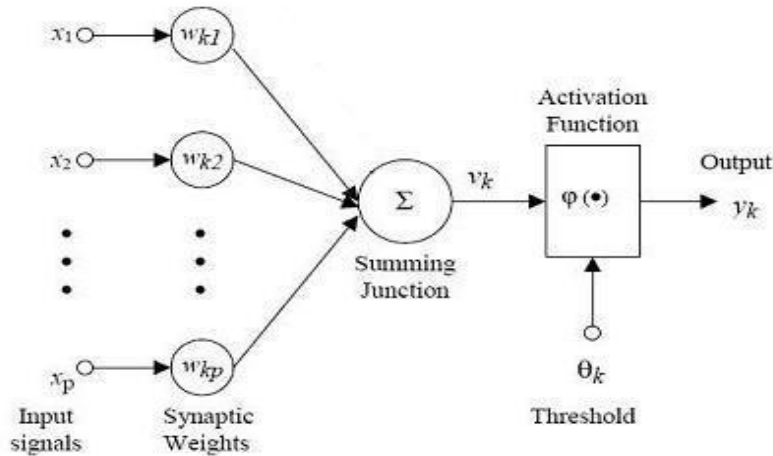 x1
wk1
Activation
Function
x2
wk2
Output
Σ
vk
φ (•)
yk
Summing
Junction
xp
wkp
θk
Input
signals
Synaptic
Weights
Threshold